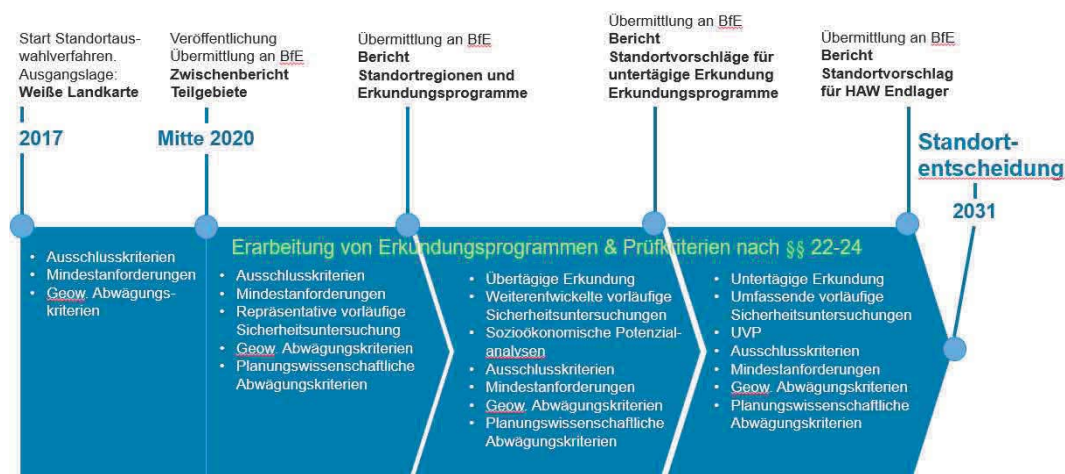 Start Standortaus-
wahlverfahren.
Ausgangslage:
Weiße Landkarte
2017
Veröffentlichung
Übermittlung an BfE
Zwischenbericht
Teilgebiete
Mitte 2020
Übermittlung an BfE
Bericht
Standortregionen und
Erkundungsprogramme
Übermittlung an BfE
Bericht
Standortvorschläge für
untertägige Erkundung
Erkundungsprogramme
Übermittlung an BfE
Bericht
Standortvorschlag
für HAW Endlager
Standort-
entscheidung
2031
Erarbeitung von Erkundungsprogrammen & Prüfkriterien nach §§ 22-24
• Ausschlusskriterien
• Mindestanforderungen
• Geow. Abwägungs-
kriterien
• Ausschlusskriterien
• Mindestanforderungen
• Repräsentative vorläufige
Sicherheitsuntersuchung
• Geow. Abwägungskriterien
• Planungswissenschaftliche
Abwägungskriterien
• Übertägige Erkundung
• Weiterentwickelte vorläufige
Sicherheitsuntersuchungen
• Sozioökonomische Potenzial-
analysen
• Ausschlusskriterien
• Mindestanforderungen
• Geow. Abwägungskriterien
• Planungswissenschaftliche
Abwägungskriterien
• Untertägige Erkundung
• Umfassende vorläufige
Sicherheitsuntersuchungen
• UVP
• Ausschlusskriterien
• Mindestanforderungen
• Geow. Abwägungskriterien
• Planungswissenschaftliche
Abwägungskriterien